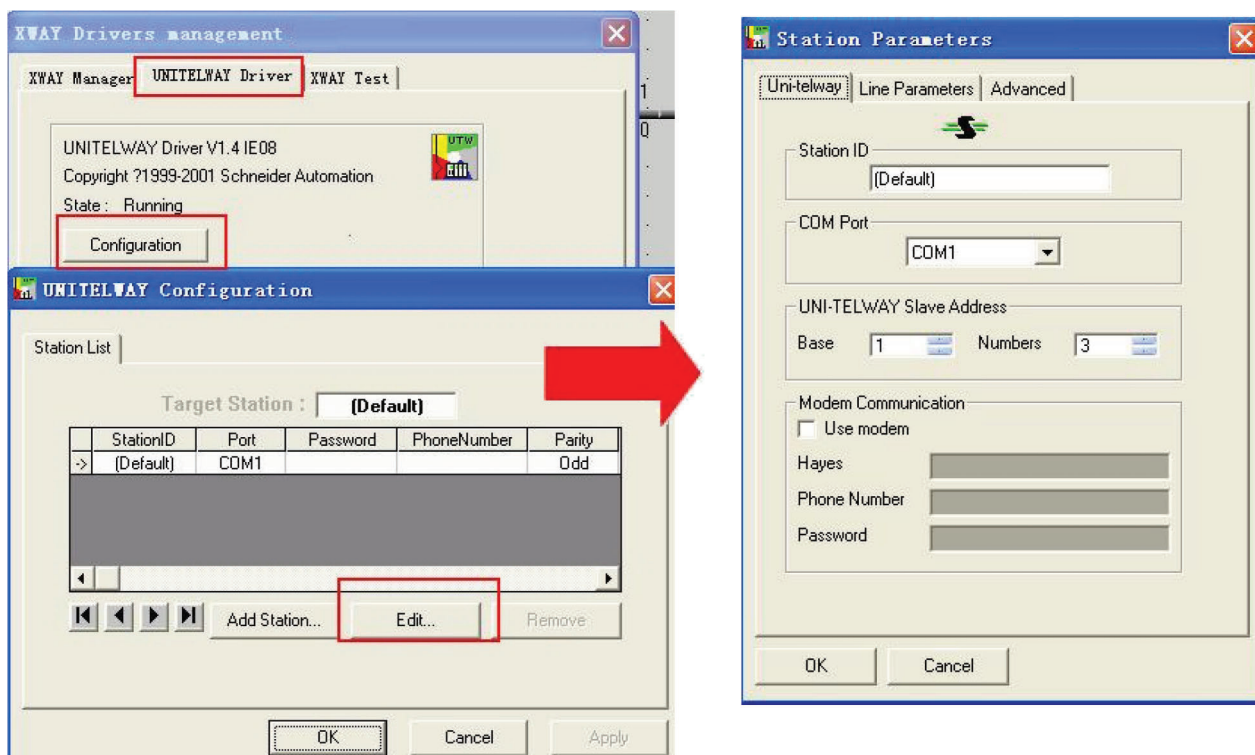 XWAY Drivers management
XWAY Manager UNITELWAY Driver XWAY Test
UTW
UNITELWAY Driver V1.4 IE08
Copyright ?1999-2001 Schneider Automation
State : Running
Configuration
1
0
UNITELWAY Configuration
Station List
Target Station : (Default)
StationID Port Password PhoneNumber Parity
-> (Default) COM1 Odd
Add Station... Edit... Remove
OK Cancel Apply
Station Parameters
Uni-telway Line Parameters Advanced
S
Station ID
(Default)
COM Port
COM1
UNI-TELWAY Slave Address
Base 1 Numbers 3
Modem Communication
Use modem
Hayes
Phone Number
Password
OK Cancel